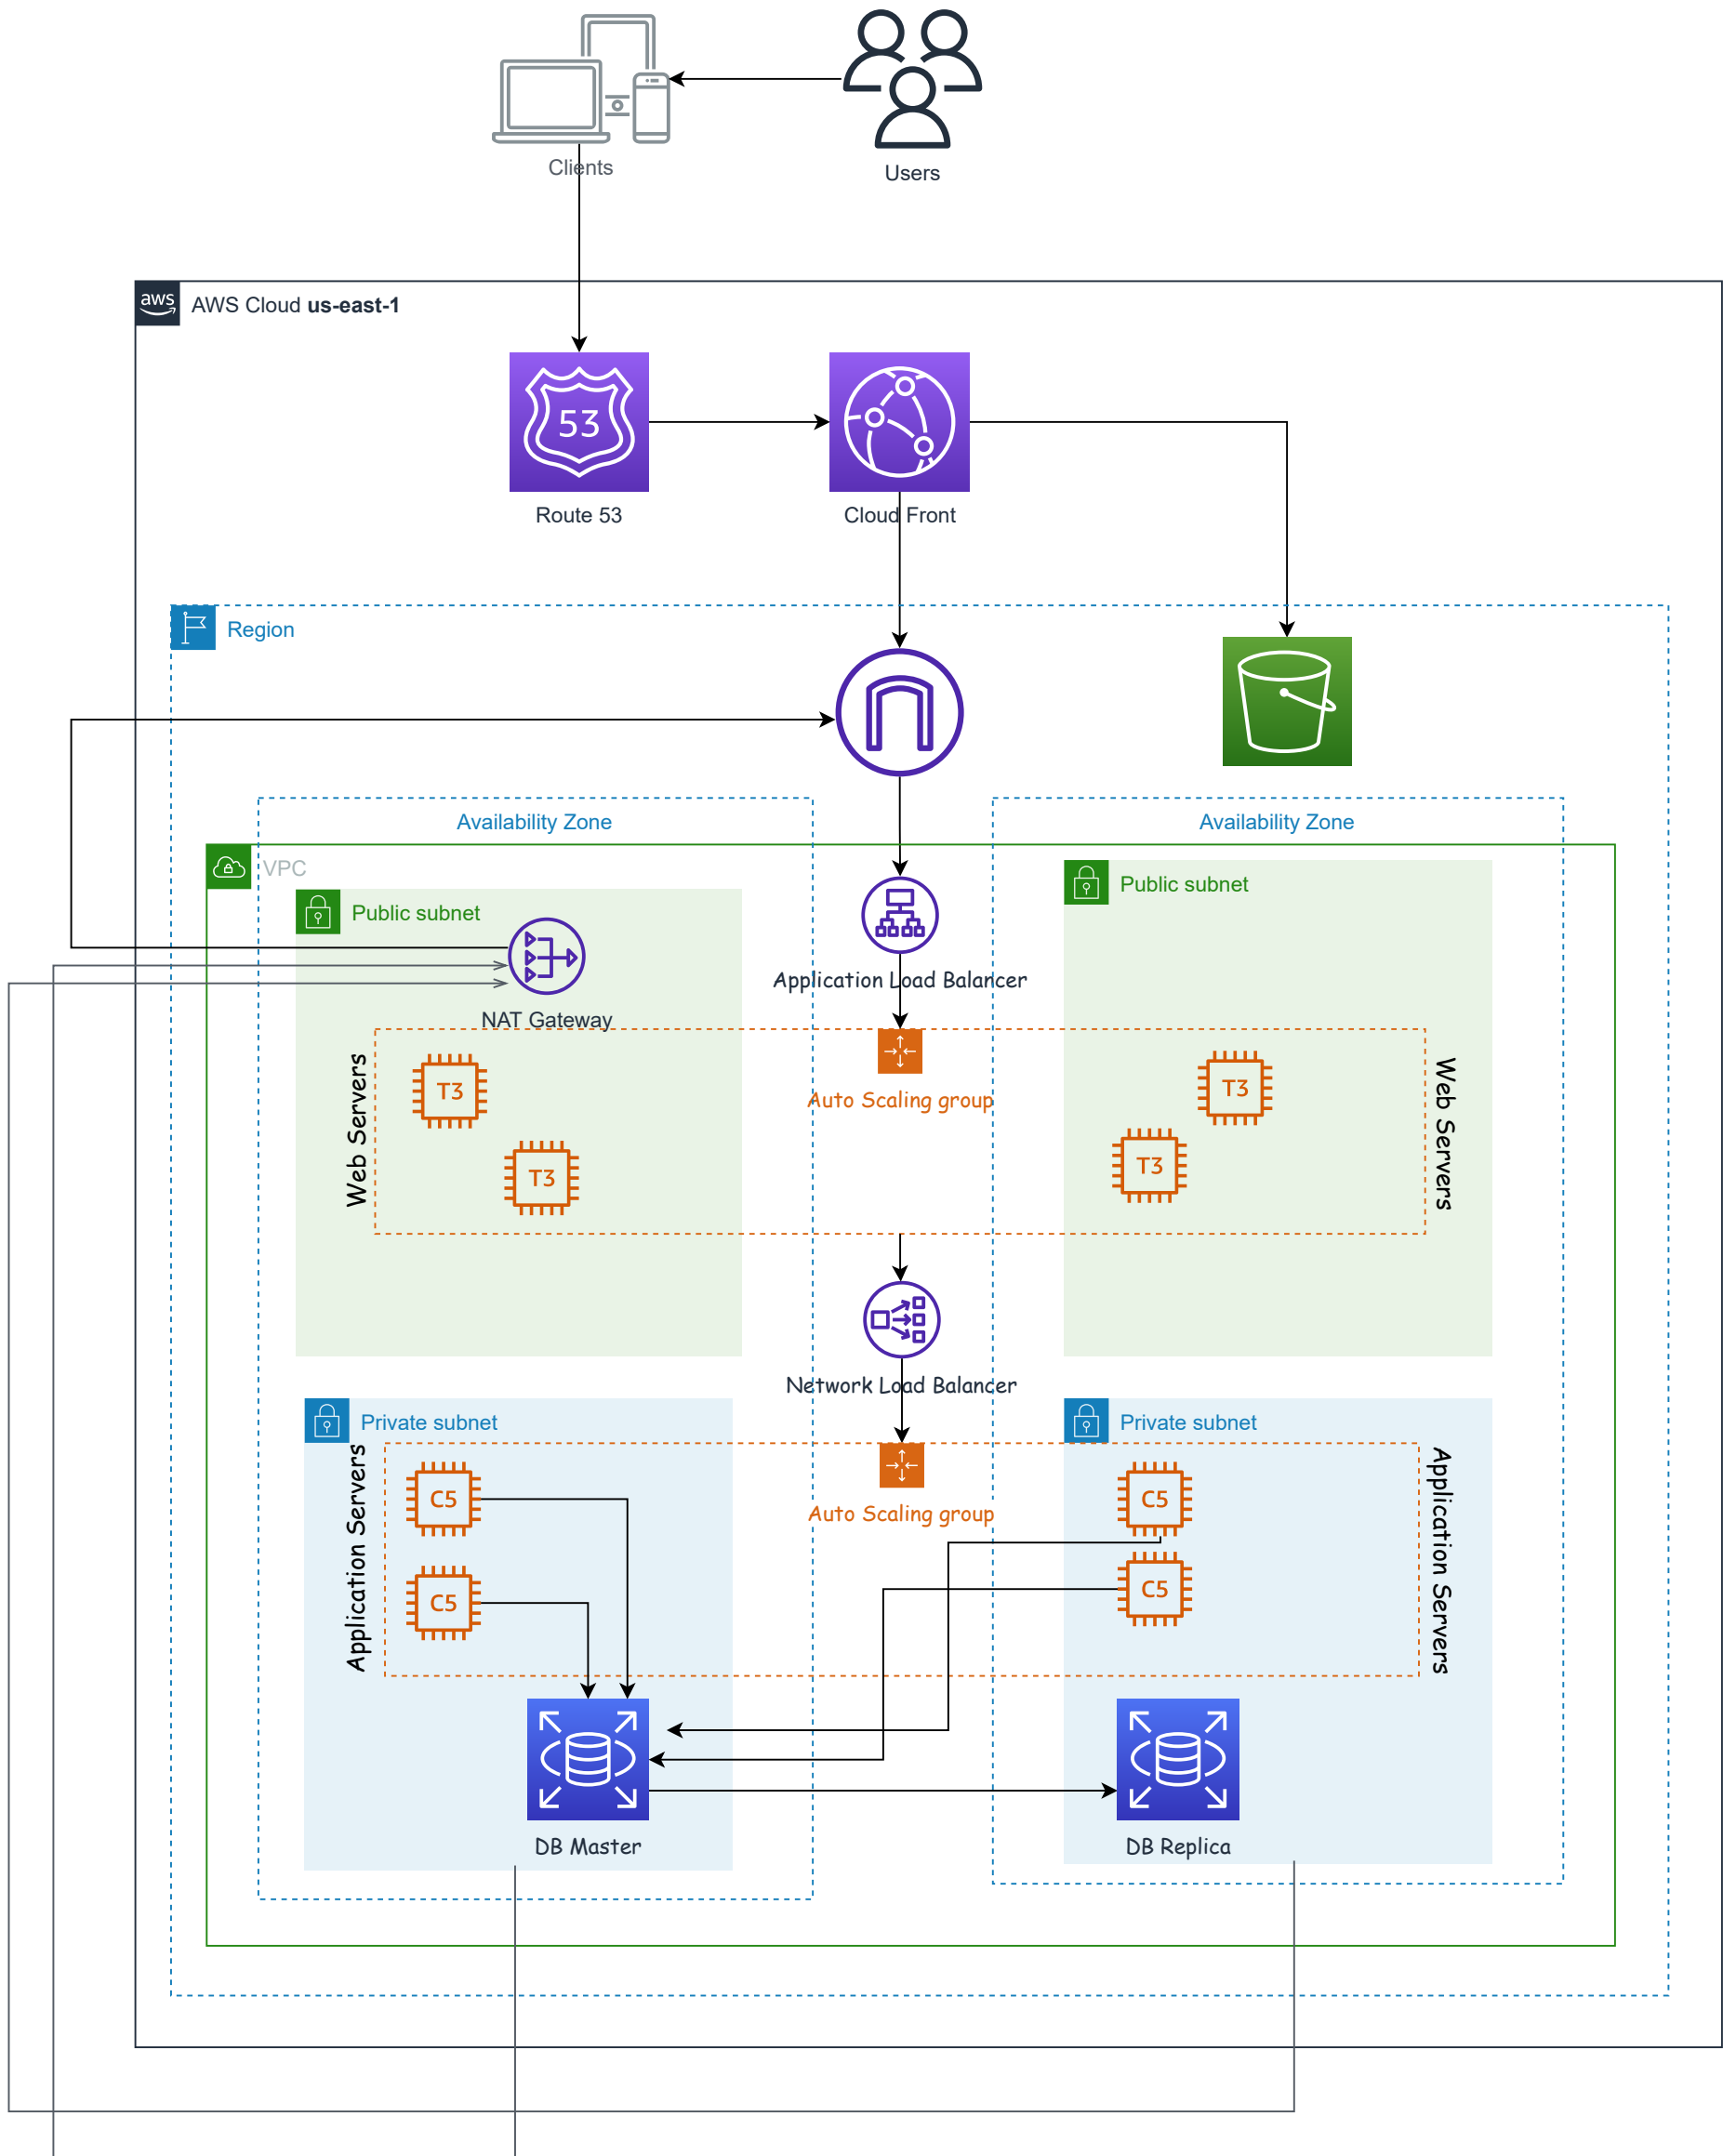 Clients
Users
aws
AWS Cloud us-east-1
53
Route 53
Cloud Front
Region
Availability Zone
Availability Zone
VPC
Public subnet
Public subnet
NAT Gateway
Application Load Balancer
Web Servers
T3
T3
Auto Scaling group
T3
T3
Web Servers
Network Load Balancer
Private subnet
Private subnet
Application Servers
C5
C5
Auto Scaling group
C5
C5
Application Servers
DB Master
DB Replica